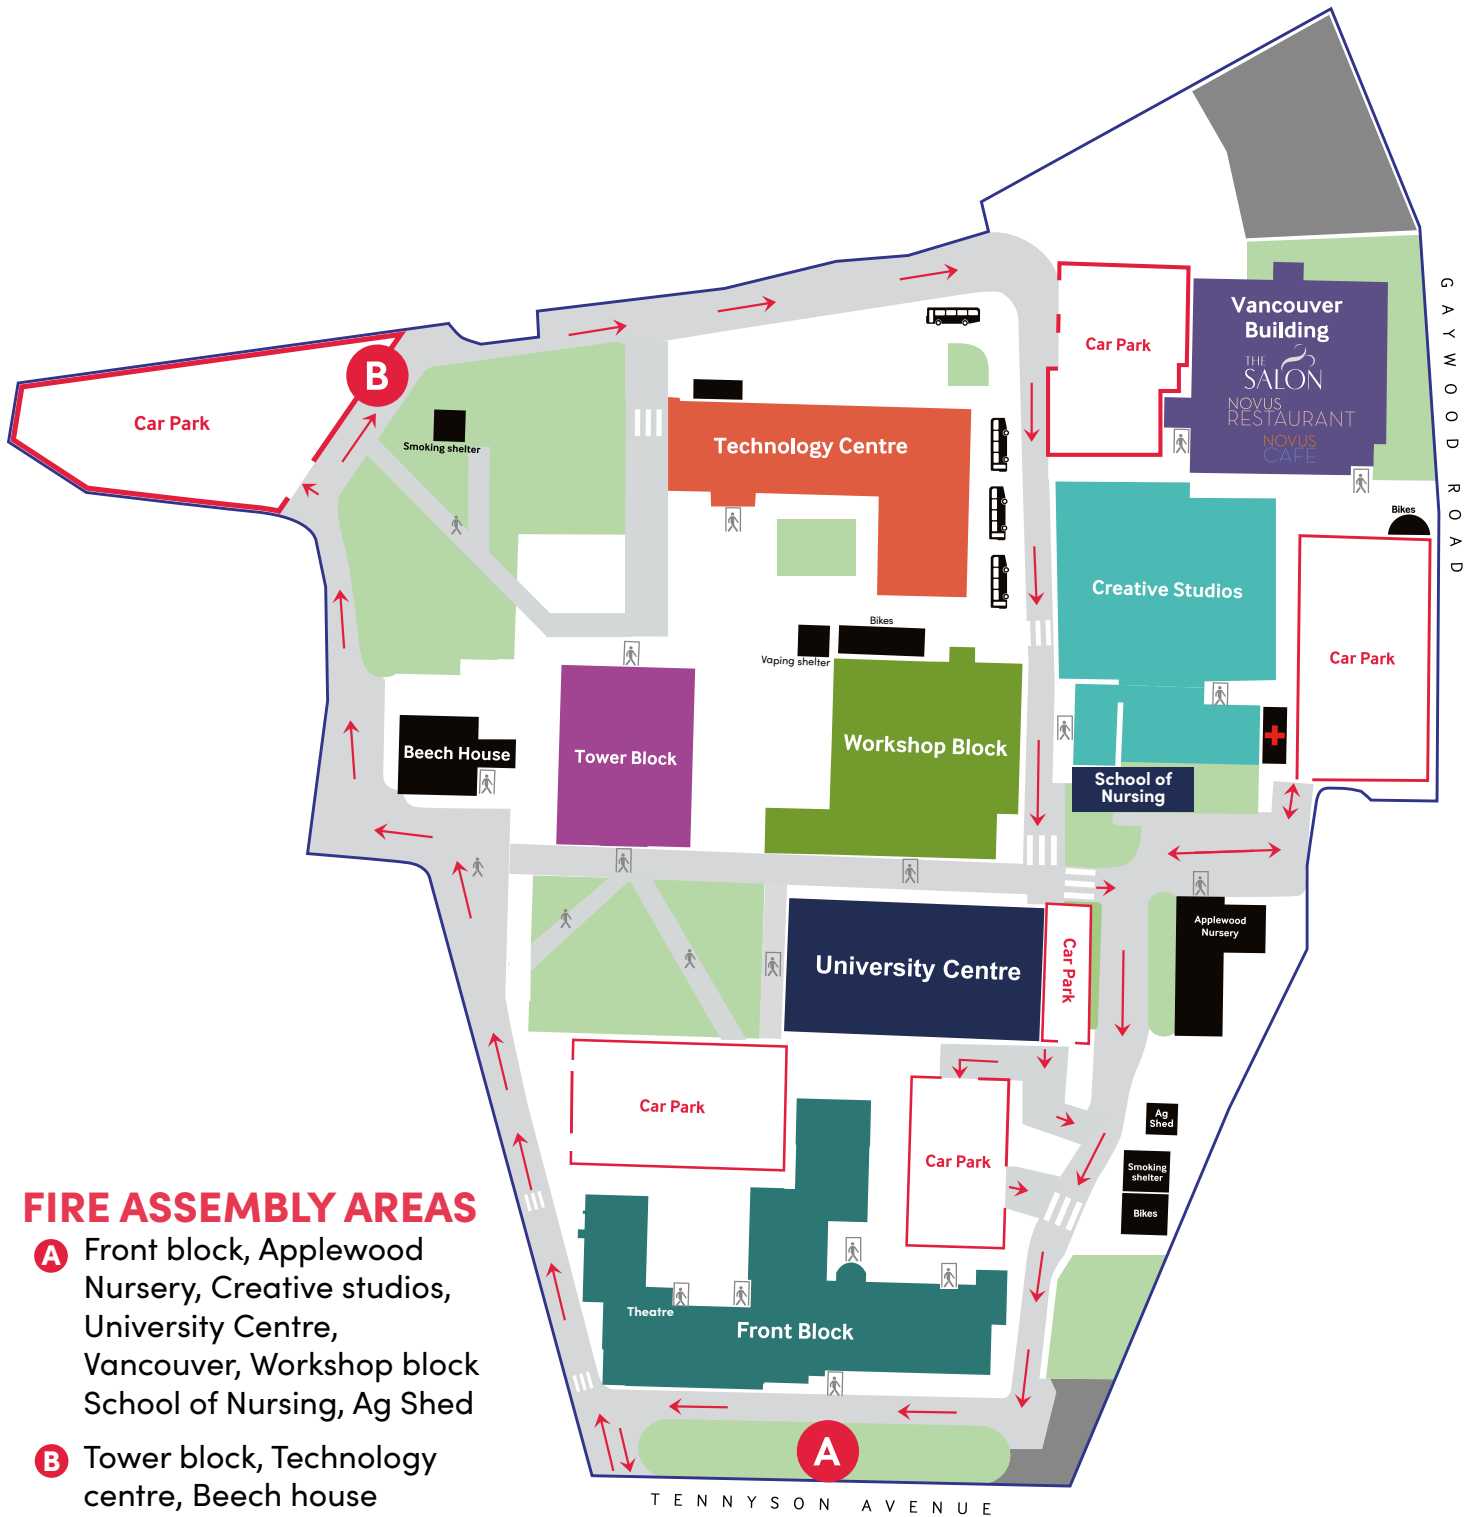 Vancouver
Building
THE
SALON
NOVUS
RESTAURANT
NOVUS
CAFE
GAYWOOD ROAD
Car Park
B
Car Park
Smoking shelter
Technology Centre
Bikes
Creative Studios
Bikes
Vaping shelter
Car Park
Workshop Block
Beech House
Tower Block
School of
Nursing
Applewood
Nursery
University Centre
Car Park
Car Park
Ag
Shed
Car Park
Smoking
shelter
Bikes
Theatre
Front Block
A
TENNYSON AVENUE
FIRE ASSEMBLY AREAS
A Front block, Applewood
Nursery, Creative studios,
University Centre,
Vancouver, Workshop block
School of Nursing, Ag Shed
B Tower block, Technology
centre, Beech house